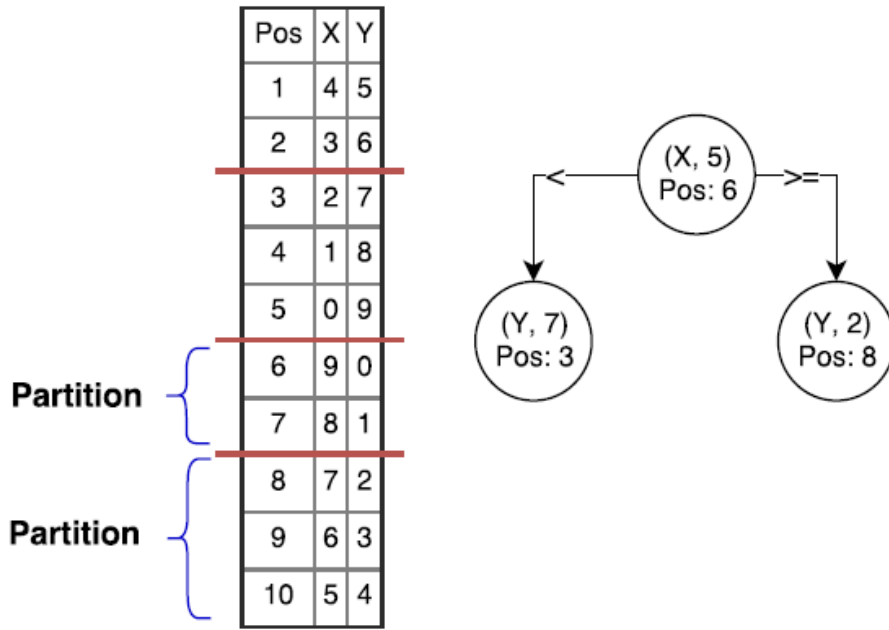 Pos X Y
1 4 5
2 3 6
3 2 7
4 1 8
5 0 9
6 9 0
7 8 1
8 7 2
9 6 3
10 5 4
Partition
Partition
(X, 5)
Pos: 6
<
>=
(Y, 7)
Pos: 3
(Y, 2)
Pos: 8